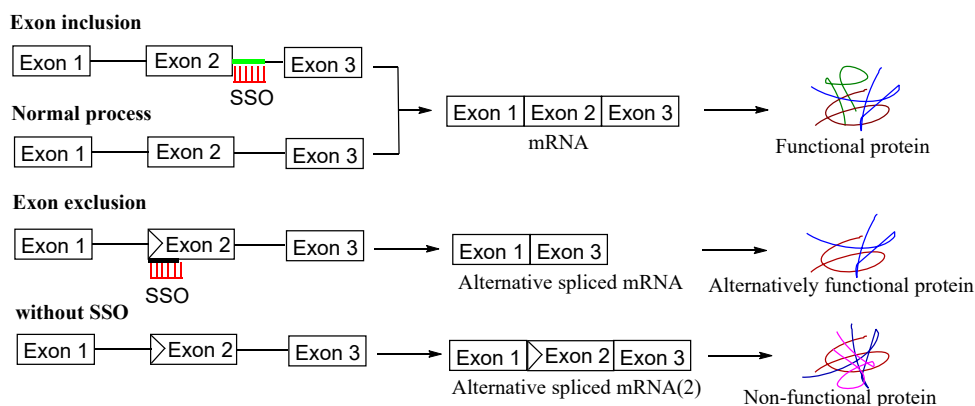 Exon inclusion
Exon 1 Exon 2 Exon 3
SSO
Normal process
Exon 1 Exon 2 Exon 3
Exon 1 Exon 2 Exon 3
mRNA
Functional protein
Exon exclusion
Exon 1 Exon 2 Exon 3
SSO
Exon 1 Exon 3
Alternative spliced mRNA
Alternatively functional protein
without SSO
Exon 1 Exon 2 Exon 3
Exon 1 Exon 2 Exon 3
Alternative spliced mRNA(2)
Non-functional protein